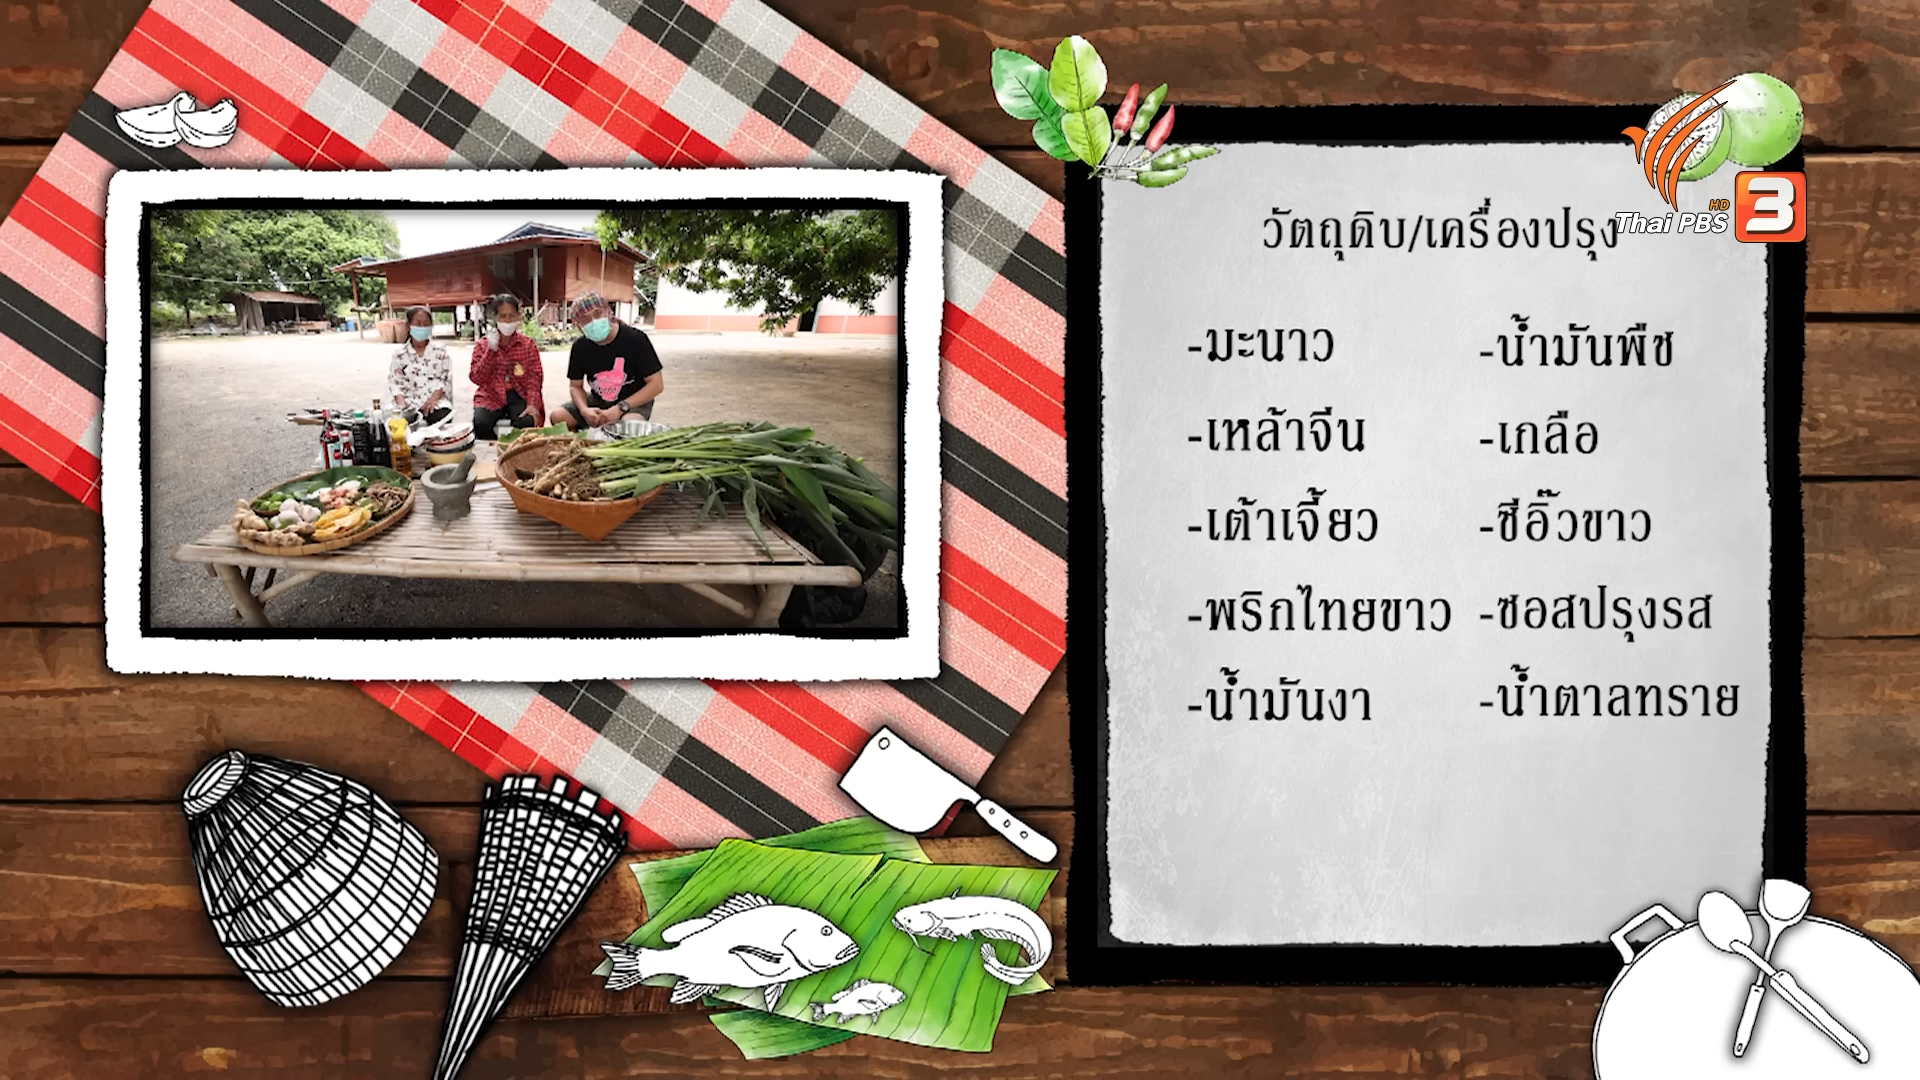 วัตถุดิบ/เครื่องปรุง
HD
Thai PBS 3
-มะนาว
-น้ำมันพืช
-เหล้าจีน
-เกลือ
-เต้าเจี้ยว
-ซีอิ๊วขาว
-พริกไทยขาว
-ซอสปรุงรส
-น้ำมันงา
-น้ำตาลทราย